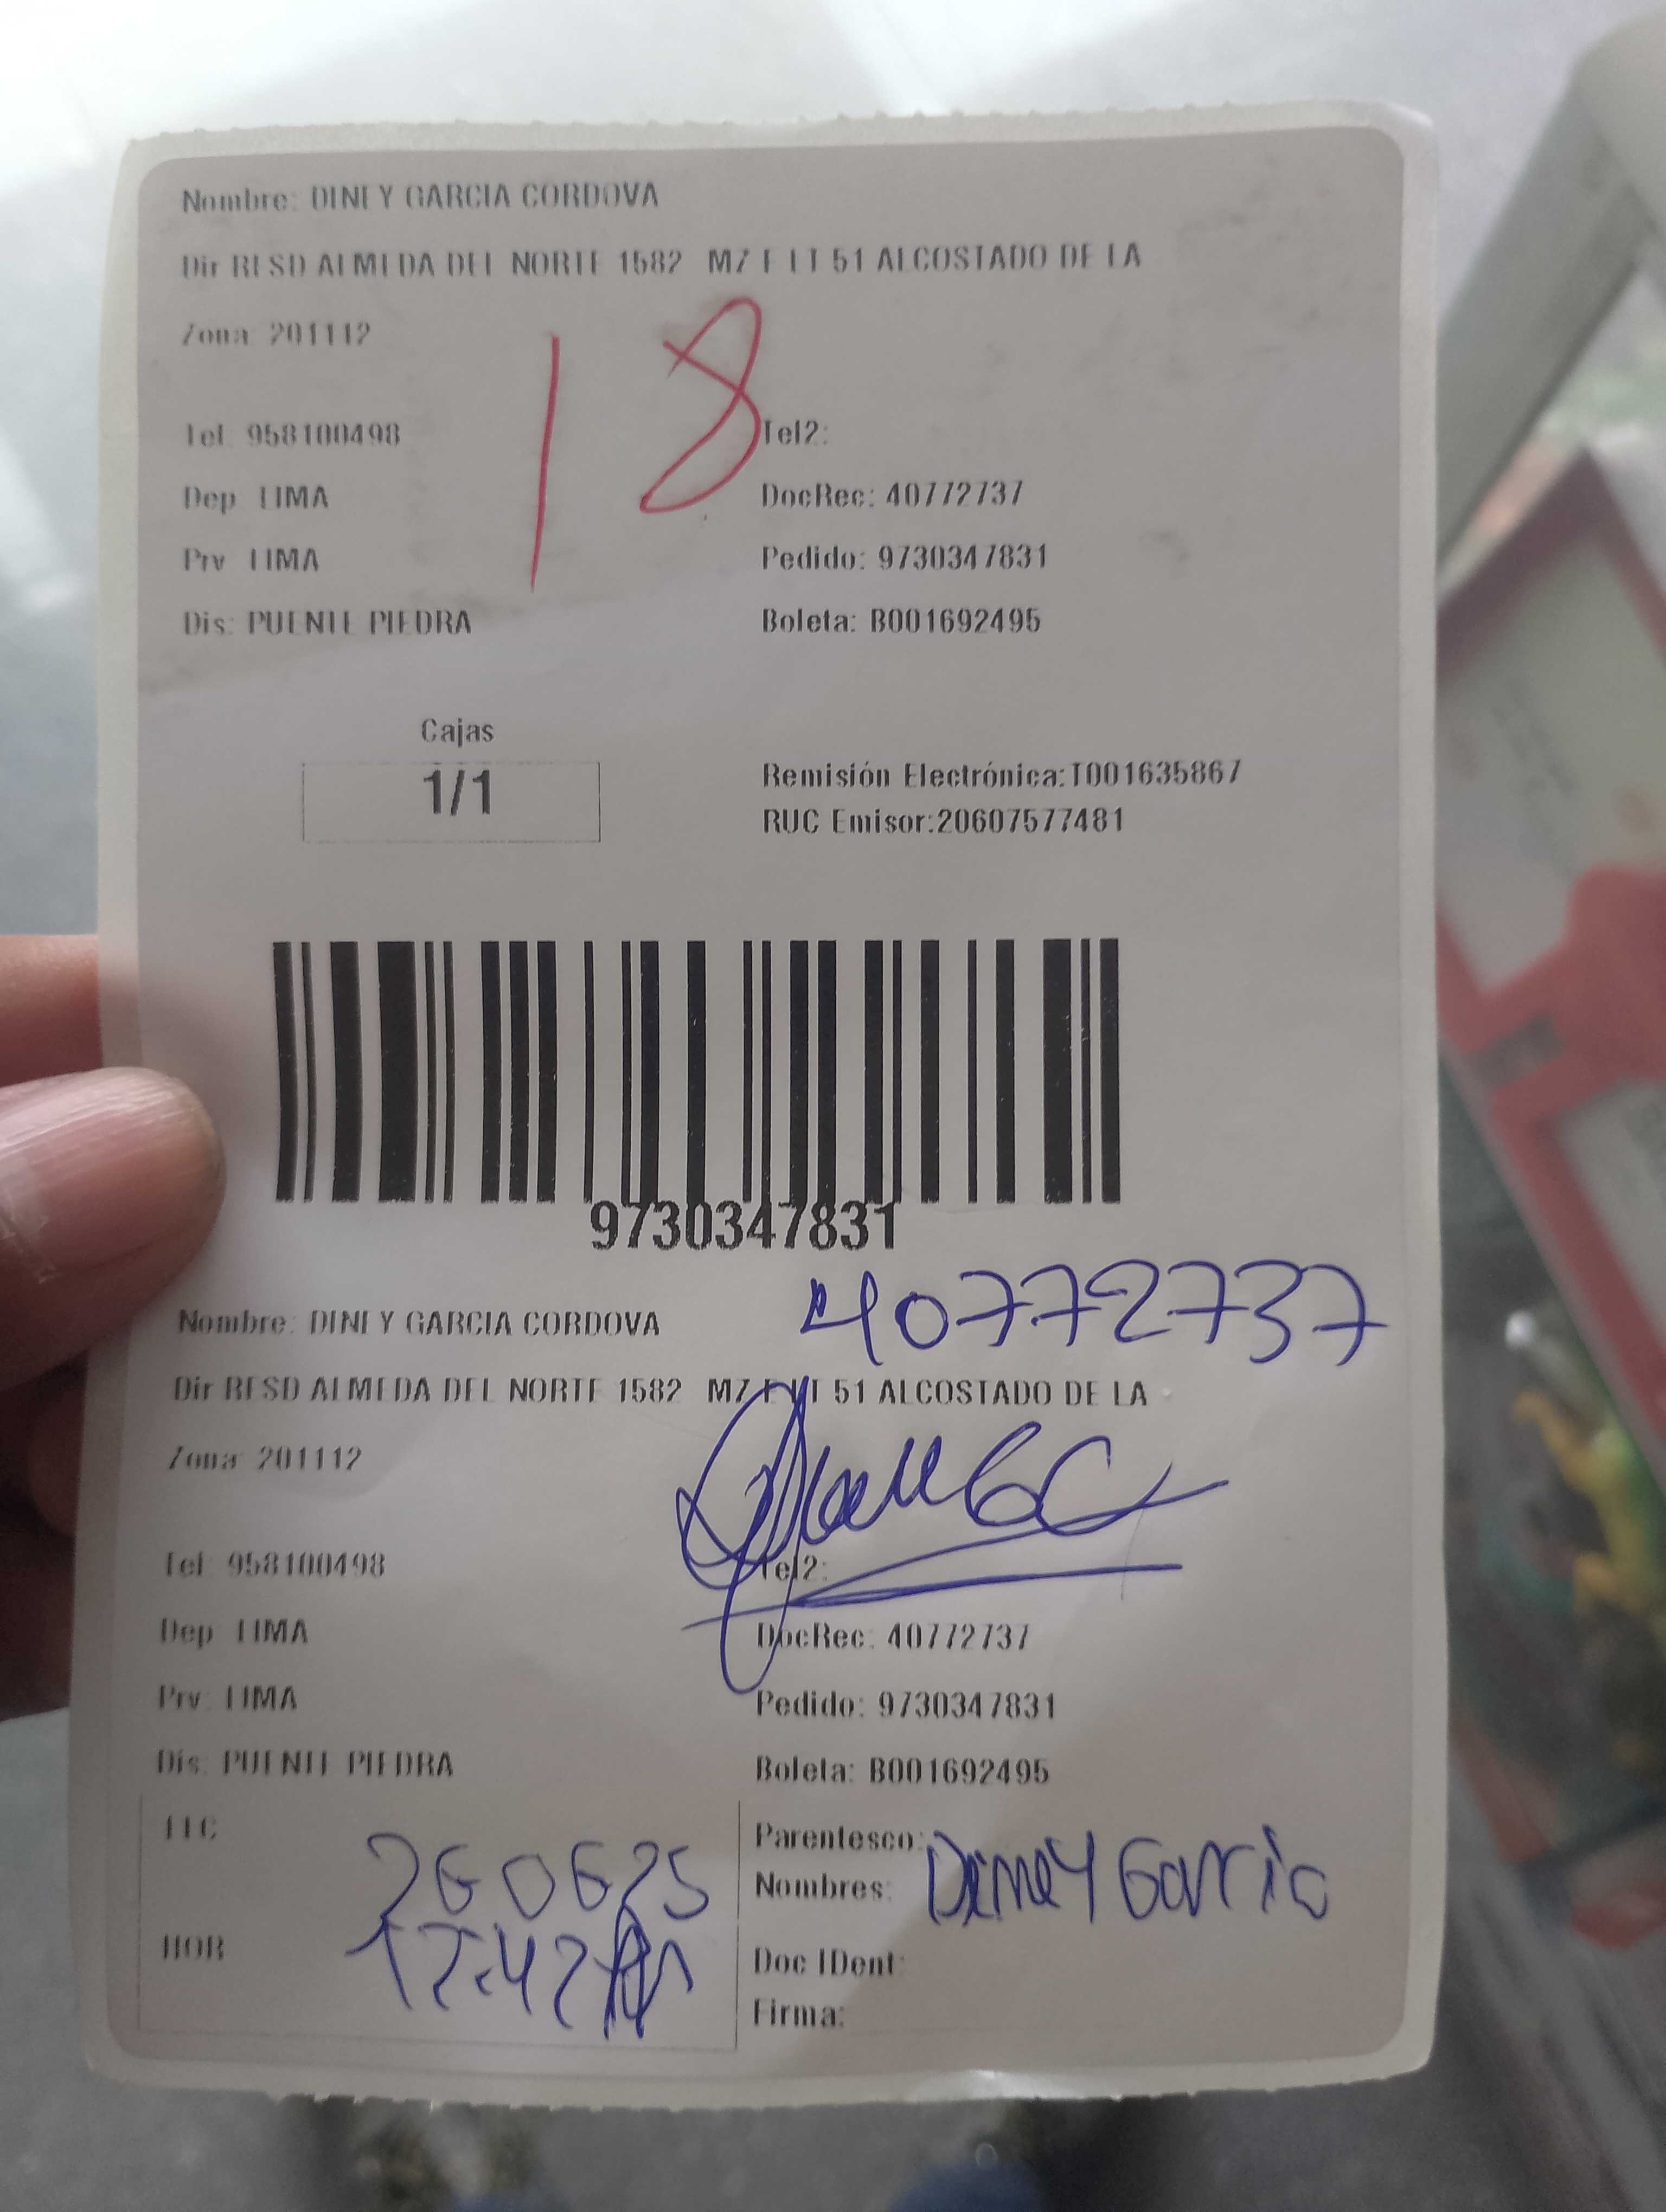 Nombre: DINEY GARCIA CORDOVA
Dir RESD ALMEDA DEL NORTE 1582 MZ F LT 51 ALCOSTADO DE LA
Zona: 201112
18
Tel: 958100498 Tel2:
Dep LIMA DocRec: 40772737
Prv LIMA Pedido: 9730347831
Dis: PUENTE PIEDRA Boleta: B001692495
Cajas
1/1
Remisión Electrónica:T001635867
RUC Emisor:20607577481
9730347831
40772737
Nombre: DINEY GARCIA CORDOVA
Dir RESD ALMEDA DEL NORTE 1582 MZ F LT 51 ALCOSTADO DE LA
Zona: 201112
Tel: 958100498 Tel2:
Dep LIMA DocRec: 40772737
Prv: LIMA Pedido: 9730347831
Dis: PUENTE PIEDRA Boleta: B001692495
260625
HOR 12:42
Parentesco:
Nombres: Diney Garcia
Doc IDent:
Firma: